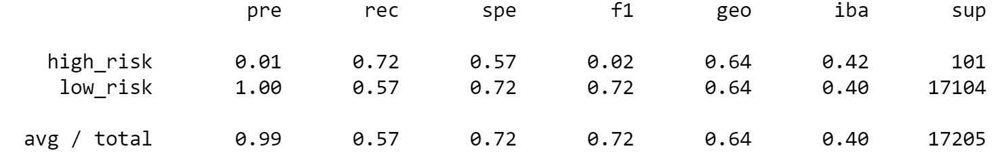 pre rec spe f1 geo iba sup
high_risk 0.01 0.72 0.57 0.02 0.64 0.42 101
low_risk 1.00 0.57 0.72 0.72 0.64 0.40 17104
avg / total 0.99 0.57 0.72 0.72 0.64 0.40 17205